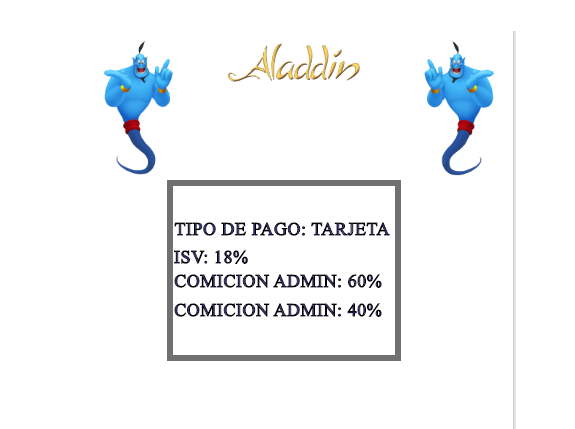 Aladdin
TIPO DE PAGO: TARJETA
ISV: 18%
COMICION ADMIN: 60%
COMICION ADMIN: 40%